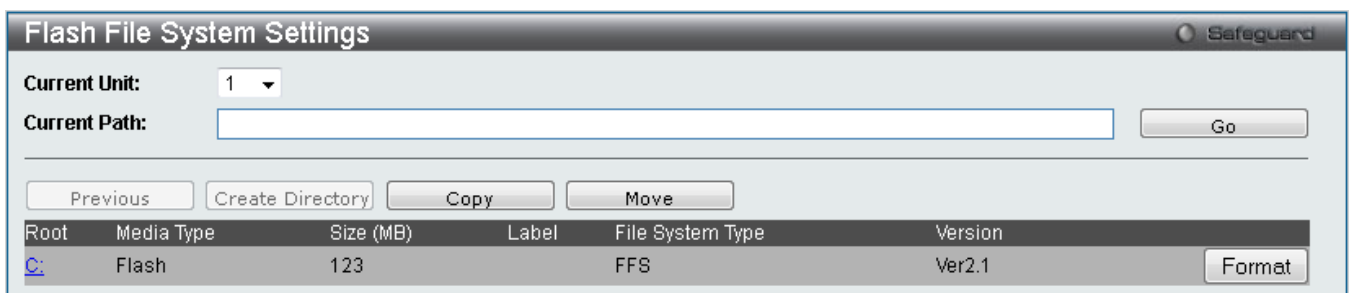 Flash File System Settings Safeguard
Current Unit: 1
Current Path: Go
Previous Create Directory Copy Move
Root Media Type Size (MB) Label File System Type Version
C: Flash 123 FFS Ver2.1 Format